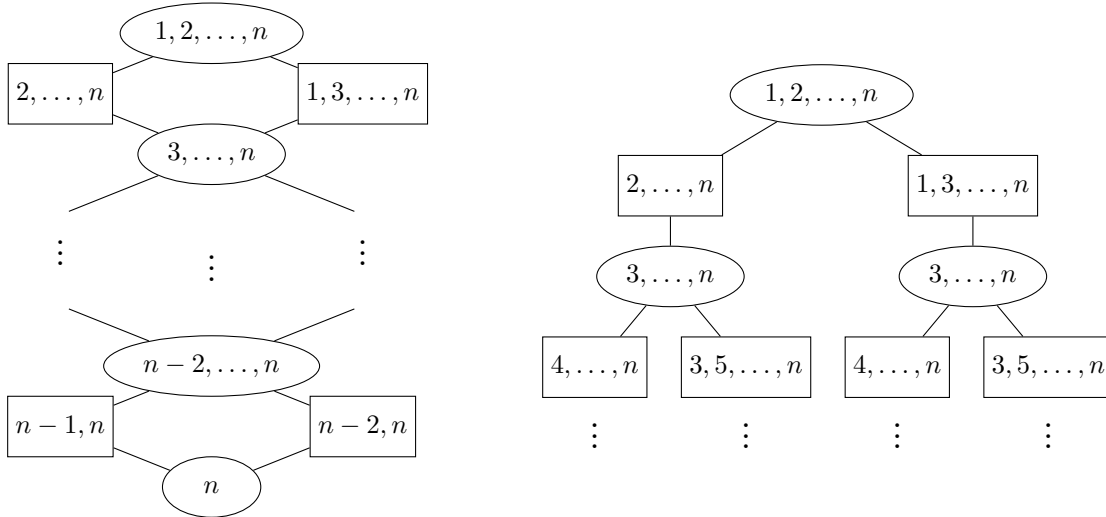 1, 2, . . . , n
2, . . . , n
1, 3, . . . , n
3, . . . , n
⋮
⋮
⋮
n − 2, . . . , n
n − 1, n
n − 2, n
n
1, 2, . . . , n
2, . . . , n
1, 3, . . . , n
3, . . . , n
3, . . . , n
4, . . . , n
3, 5, . . . , n
4, . . . , n
3, 5, . . . , n
⋮
⋮
⋮
⋮